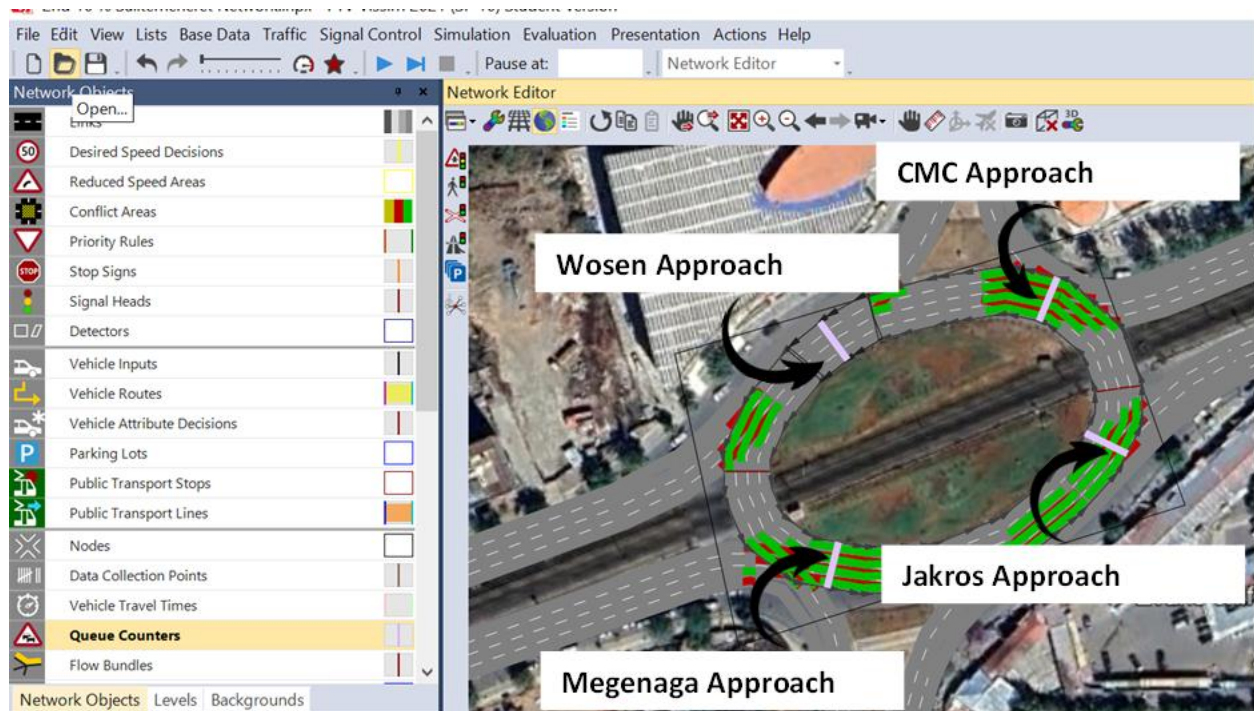 File Edit View Lists Base Data Traffic Signal Control Simulation Evaluation Presentation Actions Help
Pause at:
Network Editor
Network Objects
Network Editor
Open...
Links
50
Desired Speed Decisions
Reduced Speed Areas
Conflict Areas
Priority Rules
STOP
Stop Signs
Signal Heads
Detectors
Vehicle Inputs
Vehicle Routes
Vehicle Attribute Decisions
P
Parking Lots
Public Transport Stops
Public Transport Lines
Nodes
Data Collection Points
Vehicle Travel Times
Queue Counters
Flow Bundles
Network Objects Levels Backgrounds
3D
P
CMC Approach
Wosen Approach
Jakros Approach
Megenaga Approach